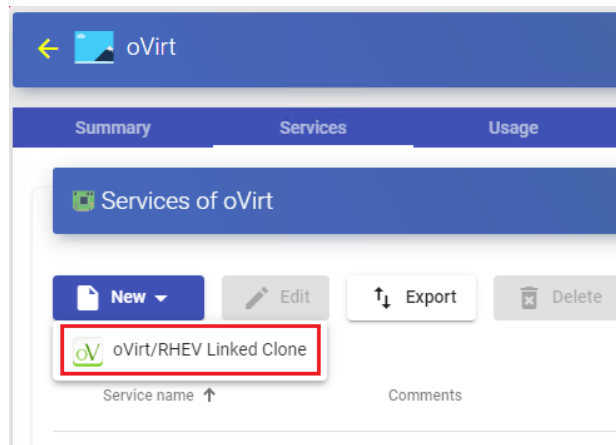 oVirt
Summary Services Usage
Services of oVirt
New Edit Export Delete
oV oVirt/RHEV Linked Clone
Service name Comments